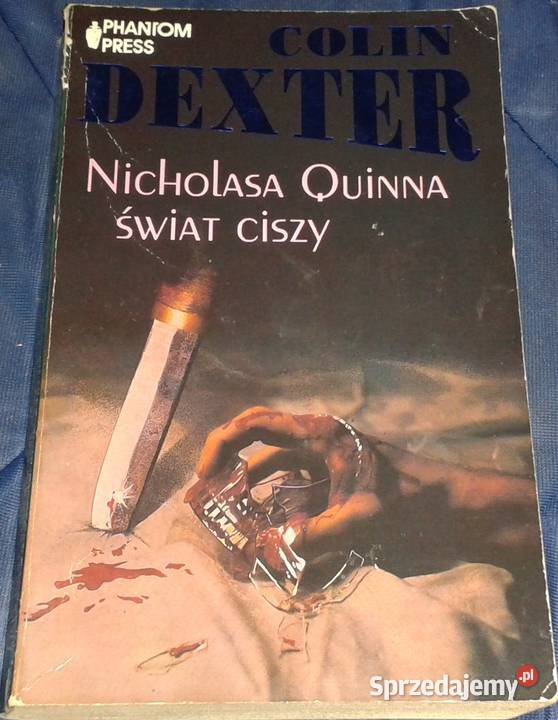 PHANTOM
PRESS
COLIN
DEXTER
Nicholasa Quinna
świat ciszy
Sprzedajemy.pl